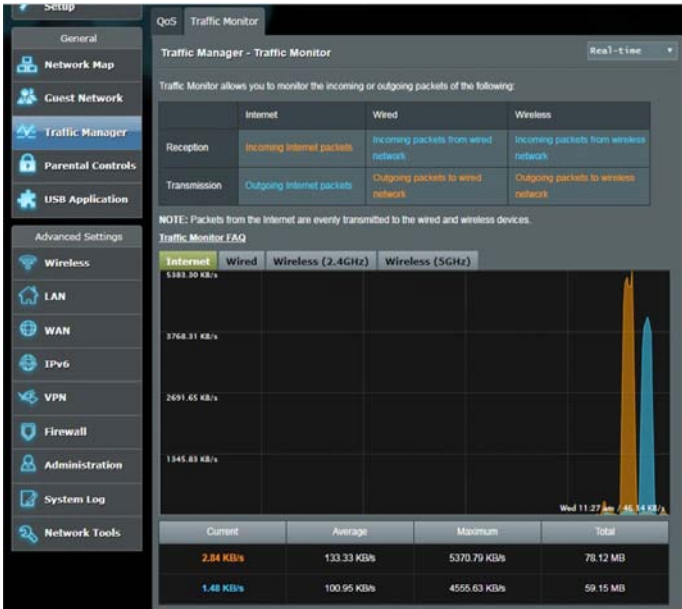 Setup
General
Network Map
Guest Network
Traffic Manager
Parental Controls
USB Application
Advanced Settings
Wireless
LAN
WAN
IPv6
VPN
Firewall
Administration
System Log
Network Tools
QoS Traffic Monitor
Traffic Manager - Traffic Monitor
Real-time
Traffic Monitor allows you to monitor the incoming or outgoing packets of the following:
Internet Wired Wireless
Reception Incoming Internet packets Incoming packets from wired network Incoming packets from wireless network
Transmission Outgoing Internet packets Outgoing packets to wired network Outgoing packets to wireless network
NOTE: Packets from the Internet are evenly transmitted to the wired and wireless devices.
Traffic Monitor FAQ
Internet Wired Wireless (2.4GHz) Wireless (5GHz)
5383.30 KB/s
3768.31 KB/s
2691.65 KB/s
1345.83 KB/s
Wed 11:27 am / 46.14 KB/s
Current Average Maximum Total
2.84 KB/s 133.33 KB/s 5370.79 KB/s 78.12 MB
1.48 KB/s 100.95 KB/s 4555.63 KB/s 59.15 MB